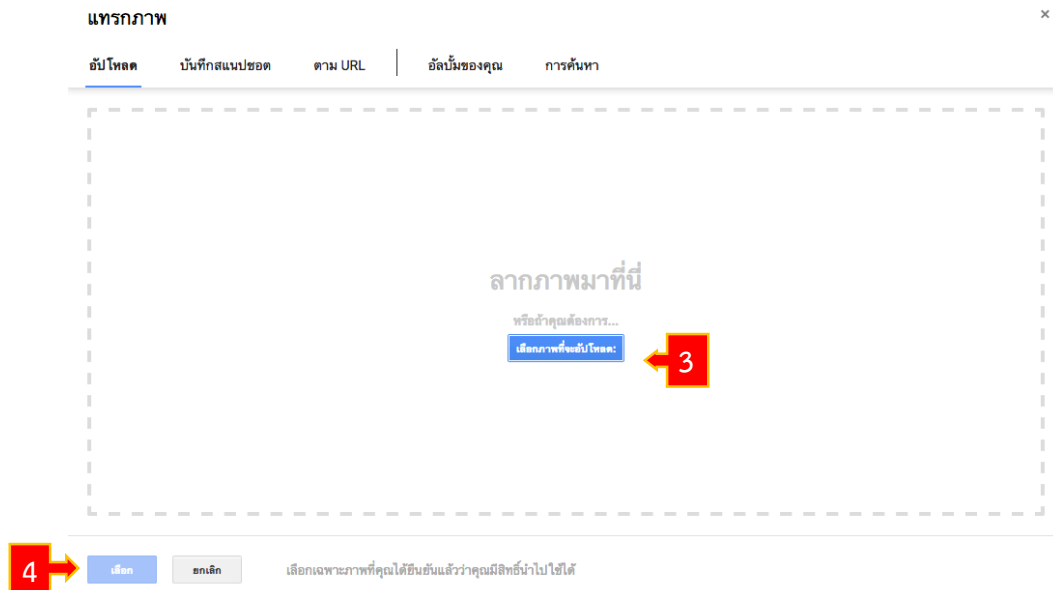 แทรกภาพ
×
อัปโหลด บันทึกสแนปชอต ตาม URL อัลบั้มของคุณ การค้นหา
ลากภาพมาที่นี่
หรือถ้าคุณต้องการ...
เลือกภาพที่จะอัปโหลด:
3
4
เลือก ยกเลิก เลือกเฉพาะภาพที่คุณได้ยืนยันแล้วว่าคุณมีสิทธิ์นำไปใช้ได้